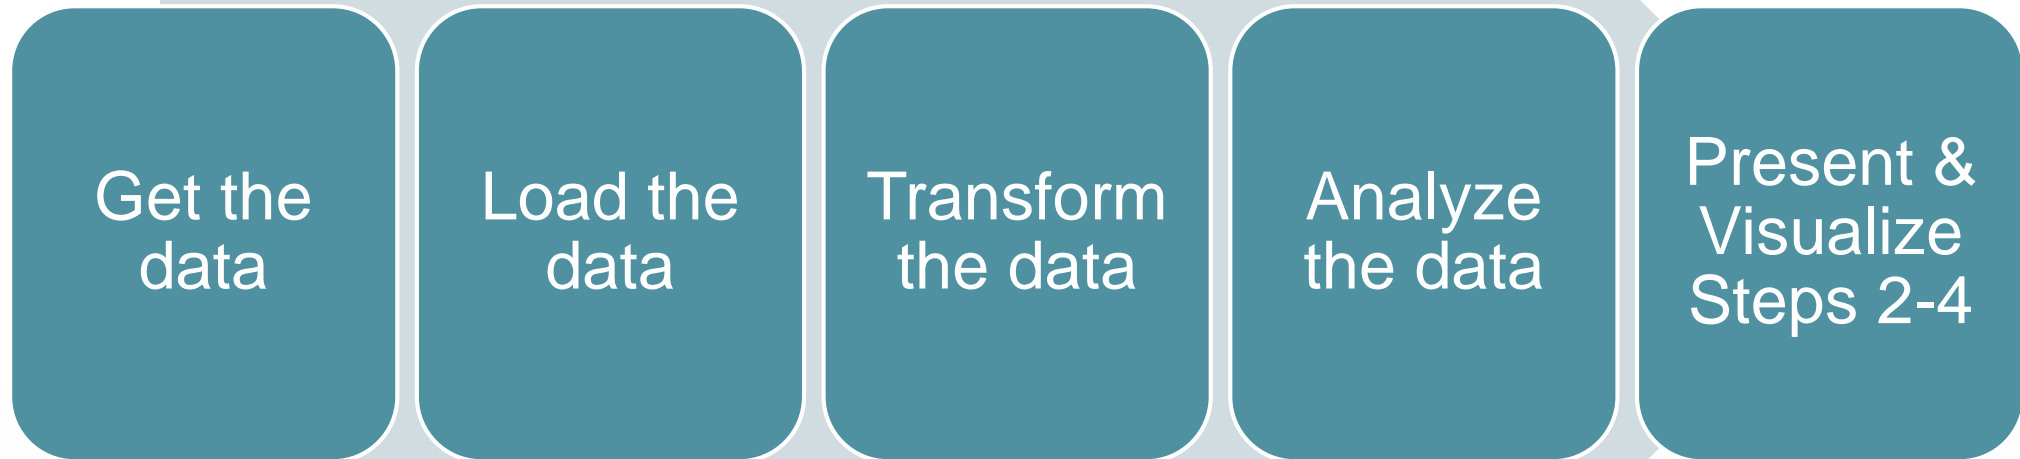 Get the
data
Load the
data
Transform
the data
Analyze
the data
Present &
Visualize
Steps 2-4